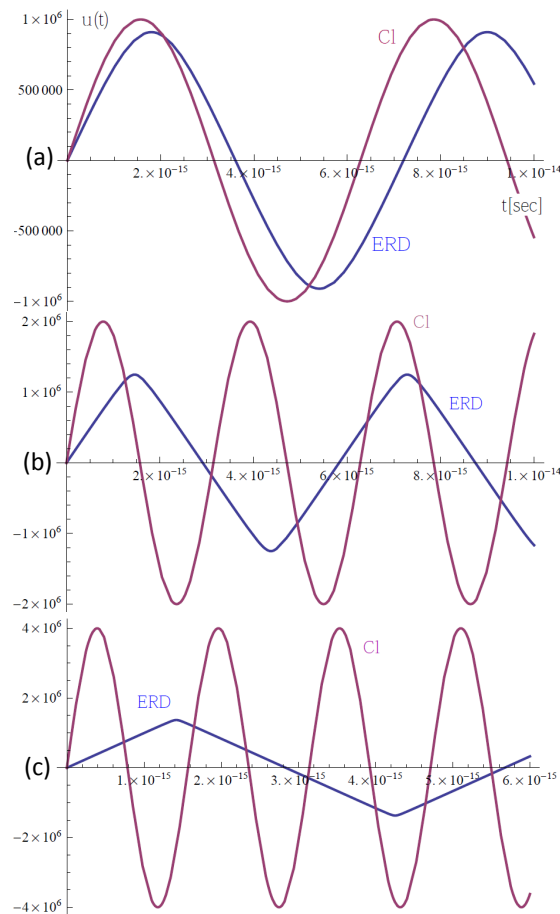 1 × 10⁶ u(t)
Cl
500 000
(a)
2. × 10⁻¹⁵ 4. × 10⁻¹⁵ 6. × 10⁻¹⁵ 8. × 10⁻¹⁵ 1. × 10⁻¹⁴
t[sec]
-500 000
ERD
-1 × 10⁶
2 × 10⁶ Cl
1 × 10⁶
ERD
(b)
2. × 10⁻¹⁵ 4. × 10⁻¹⁵ 6. × 10⁻¹⁵ 8. × 10⁻¹⁵ 1. × 10⁻¹⁴
-1 × 10⁶
-2 × 10⁶
4 × 10⁶
Cl
2 × 10⁶
ERD
(c)
1. × 10⁻¹⁵ 2. × 10⁻¹⁵ 3. × 10⁻¹⁵ 4. × 10⁻¹⁵ 5. × 10⁻¹⁵ 6. × 10⁻¹⁵
-2 × 10⁶
-4 × 10⁶